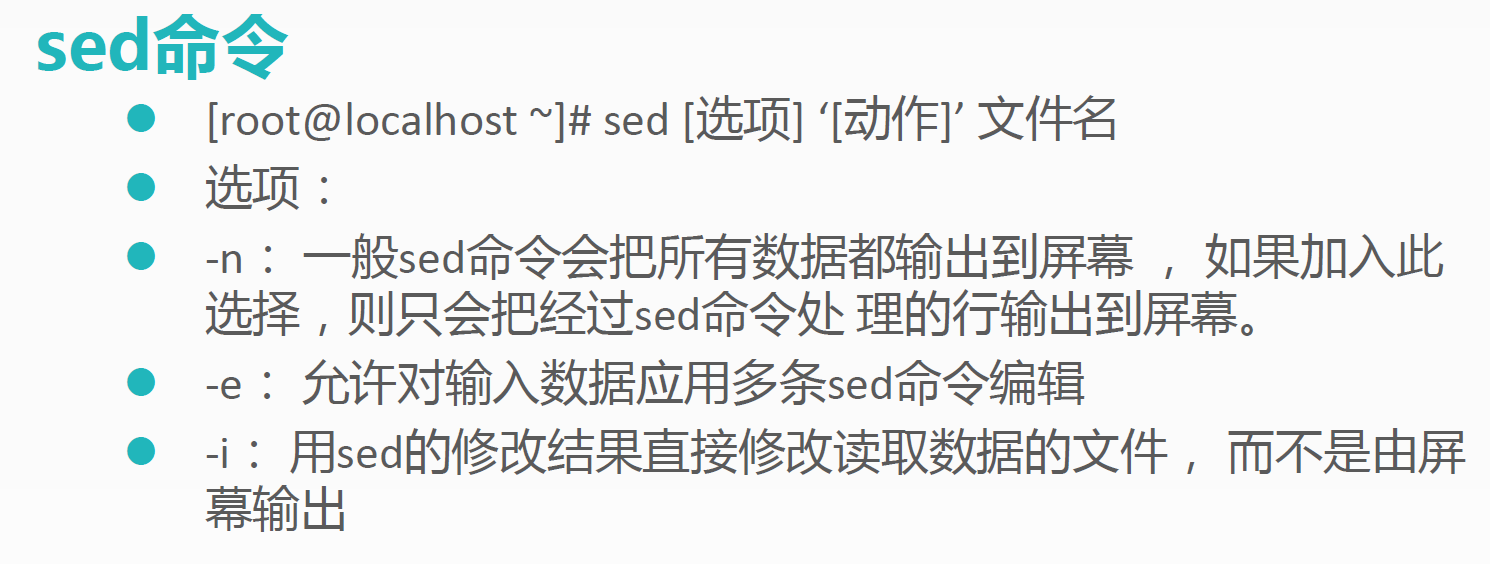 sed命令
[root@localhost ~]# sed [选项] ‘[动作]’ 文件名
选项：
-n： 一般sed命令会把所有数据都输出到屏幕 ， 如果加入此
选择，则只会把经过sed命令处 理的行输出到屏幕。
-e： 允许对输入数据应用多条sed命令编辑
-i： 用sed的修改结果直接修改读取数据的文件， 而不是由屏
幕输出